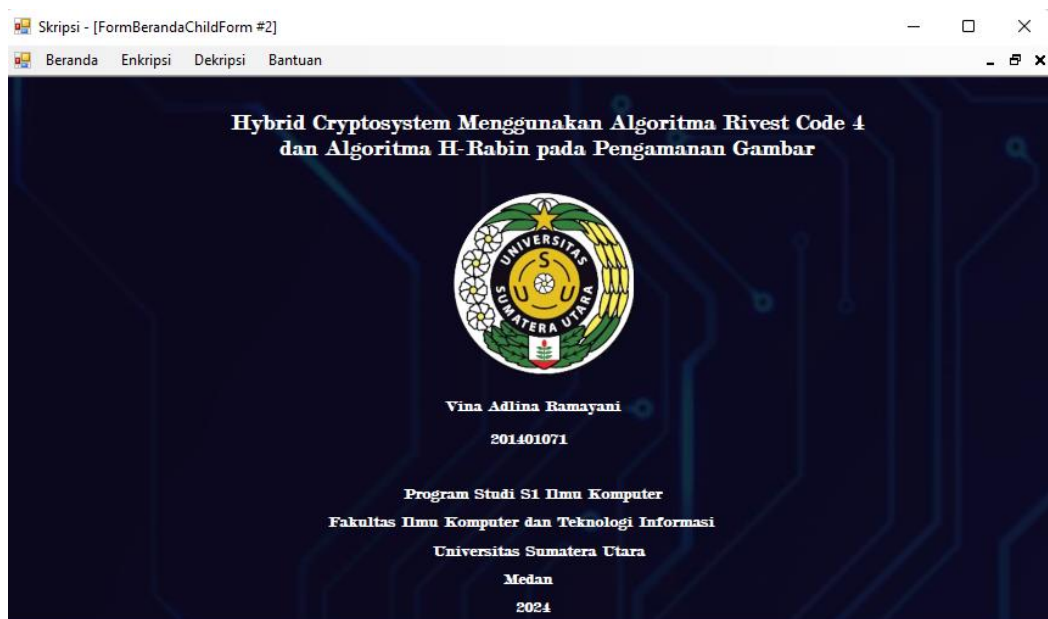 Skripsi - [FormBerandaChildForm #2]
Beranda Enkripsi Dekripsi Bantuan
Hybrid Cryptosystem Menggunakan Algoritma Rivest Code 4
dan Algoritma H-Rabin pada Pengamanan Gambar
UNIVERSITAS
SUMATERA UTARA
U S U
Vina Adlina Ramayani
201401071
Program Studi S1 Ilmu Komputer
Fakultas Ilmu Komputer dan Teknologi Informasi
Universitas Sumatera Utara
Medan
2024